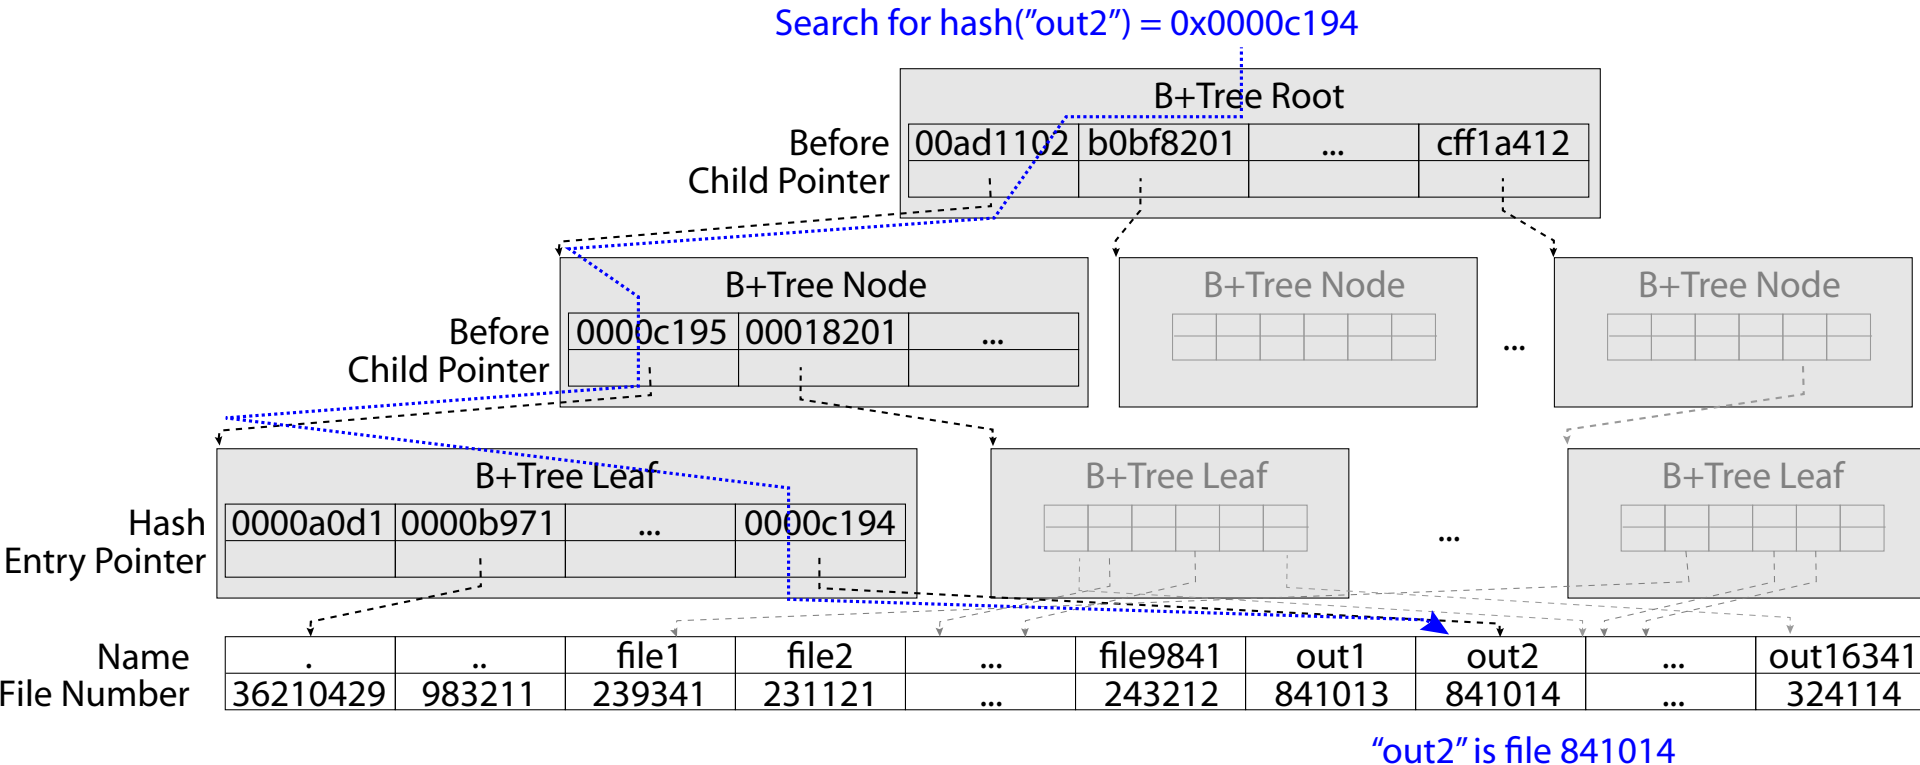 Search for hash(”out2”) = 0x0000c194
B+Tree Root
Before 00ad1102 b0bf8201 ... cff1a412
Child Pointer
B+Tree Node B+Tree Node B+Tree Node
Before 0000c195 00018201 ... ...
Child Pointer
B+Tree Leaf B+Tree Leaf B+Tree Leaf
Hash 0000a0d1 0000b971 ... 0000c194 ...
Entry Pointer
Name . .. file1 file2 ... file9841 out1 out2 ... out16341
File Number 36210429 983211 239341 231121 ... 243212 841013 841014 ... 324114
“out2” is file 841014